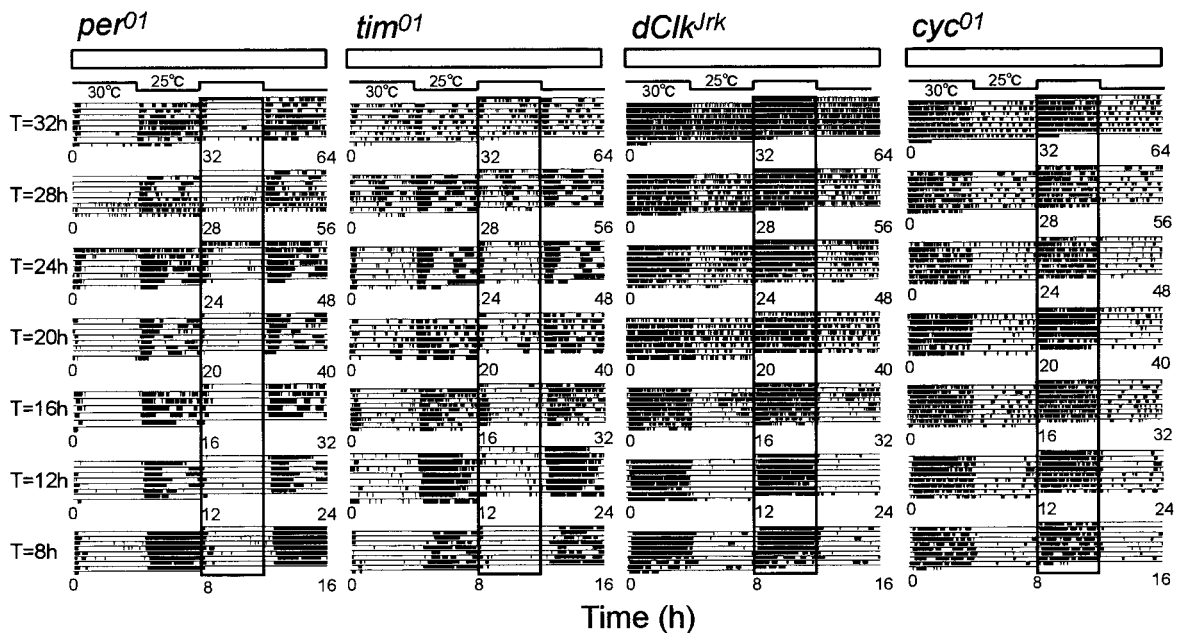 per01 tim01 dClkJrk cyc01
25℃ 25℃ 25℃ 25℃
30℃ 30℃ 30℃ 30℃
T=32h
0 32 64 0 32 64 0 32 64 0 32 64
T=28h
0 28 56 0 28 56 0 28 56 0 28 56
T=24h
0 24 48 0 24 48 0 24 48 0 24 48
T=20h
0 20 40 0 20 40 0 20 40 0 20 40
T=16h
0 16 32 0 16 32 0 16 32 0 16 32
T=12h
0 12 24 0 12 24 0 12 24 0 12 24
T=8h
0 8 16 0 8 16 0 8 16 0 8 16
Time (h)